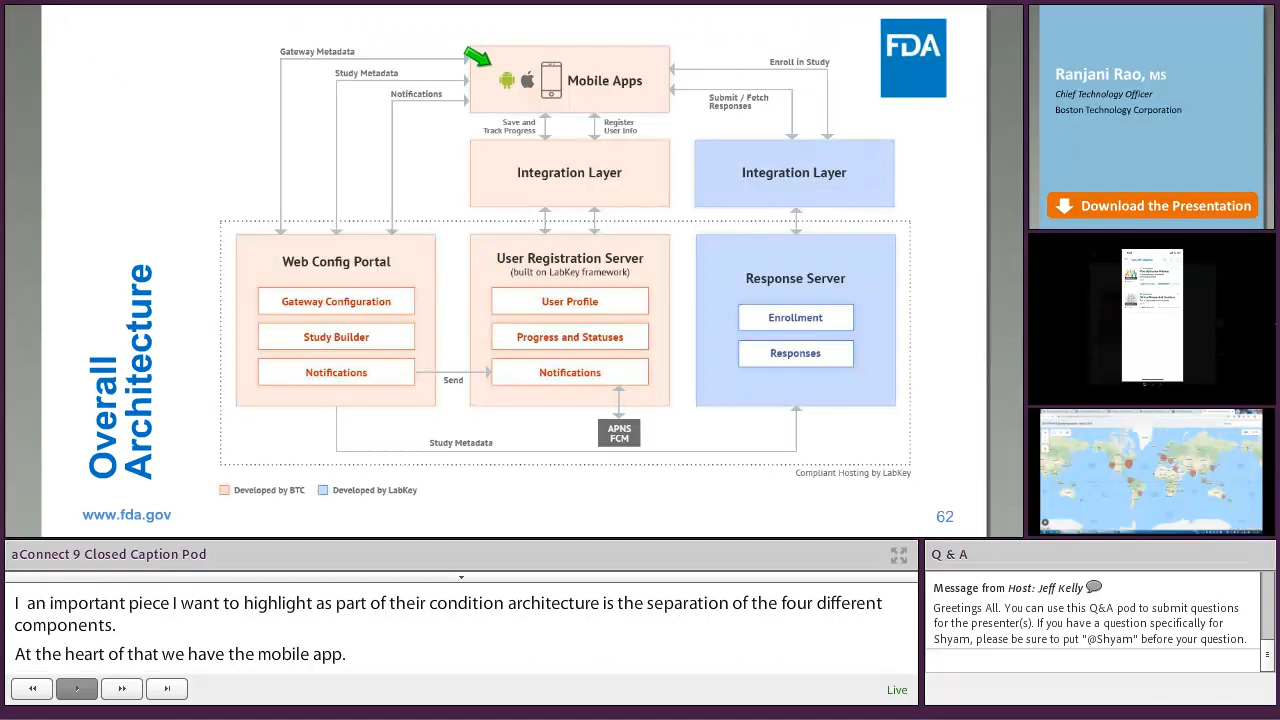 Gateway Metadata
Study Metadata
Notifications
Mobile Apps
Enroll in Study
Submit / Fetch
Responses
Save and
Track Progress
Register
User Info
FDA
Integration Layer
Integration Layer
Web Config Portal
Gateway Configuration
Study Builder
Notifications
Send
User Registration Server
(built on LabKey framework)
User Profile
Progress and Statuses
Notifications
APNS
FCM
Response Server
Enrollment
Responses
Study Metadata
Compliant Hosting by LabKey
Developed by BTC
Developed by LabKey
Overall
Architecture
www.fda.gov
62
Ranjani Rao, MS
Chief Technology Officer
Boston Technology Corporation
Download the Presentation
aConnect 9 Closed Caption Pod
I  an important piece I want to highlight as part of their condition architecture is the separation of the four different
components.
At the heart of that we have the mobile app.
Live
Q & A
Message from Host: Jeff Kelly
Greetings All. You can use this Q&A pod to submit questions
for the presenter(s). If you have a question specifically for
Shyam, please be sure to put "@Shyam" before your question.